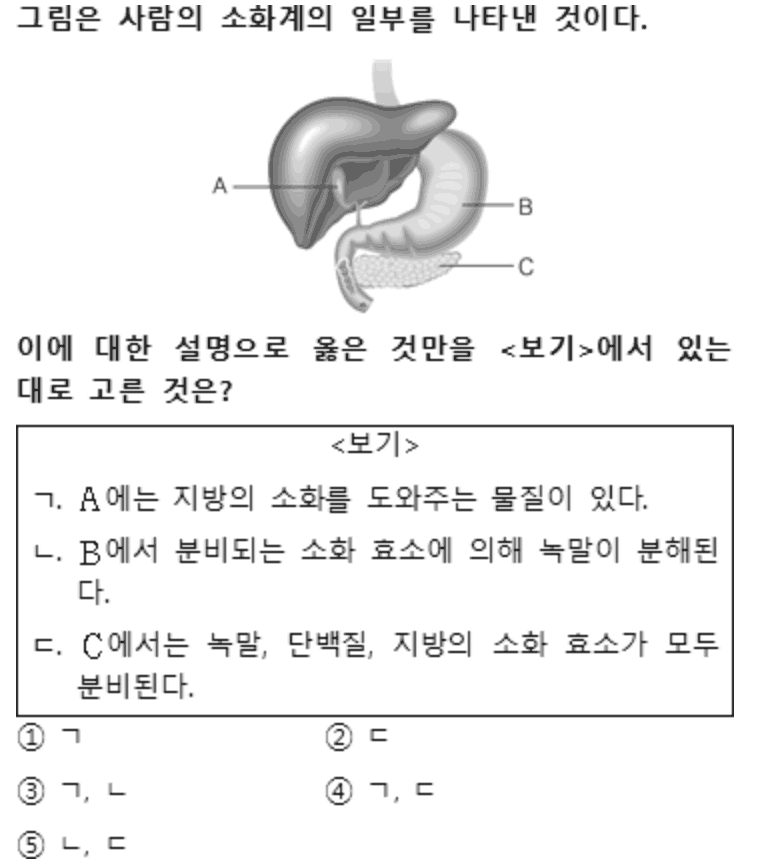 그림은 사람의 소화계의 일부를 나타낸 것이다.
A
B
C
이에 대한 설명으로 옳은 것만을 <보기>에서 있는
대로 고른 것은?
<보기>
ㄱ. A에는 지방의 소화를 도와주는 물질이 있다.
ㄴ. B에서 분비되는 소화 효소에 의해 녹말이 분해된
다.
ㄷ. C에서는 녹말, 단백질, 지방의 소화 효소가 모두
분비된다.
① ㄱ ② ㄷ
③ ㄱ, ㄴ ④ ㄱ, ㄷ
⑤ ㄴ, ㄷ